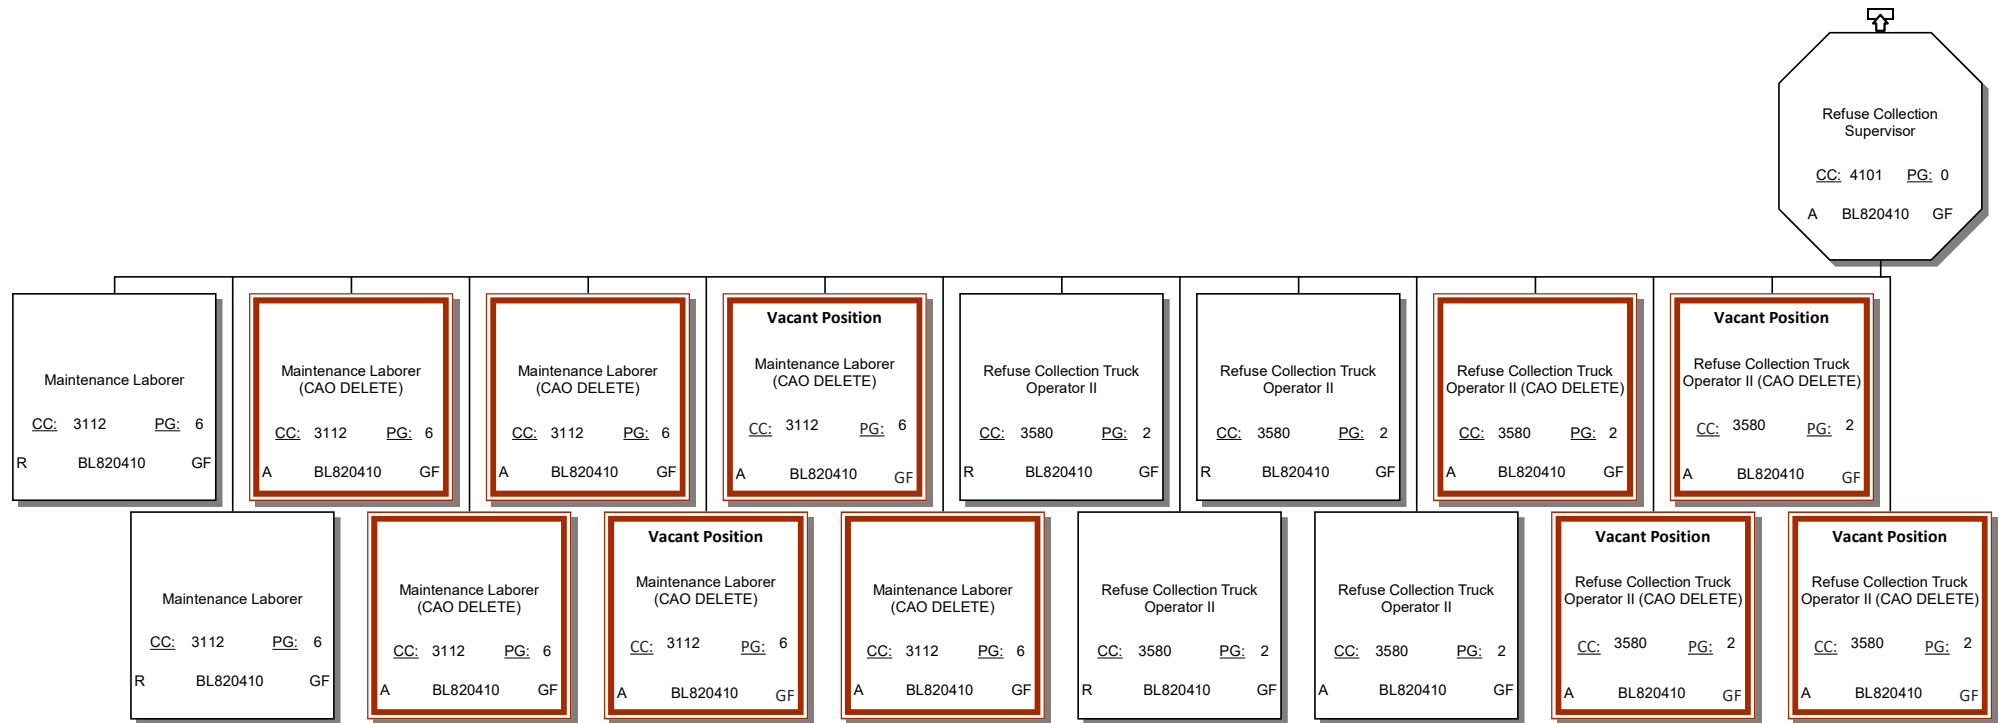 Refuse Collection
Supervisor
CC: 4101 PG: 0
A BL820410 GF
Maintenance Laborer
CC: 3112 PG: 6
R BL820410 GF
Maintenance Laborer
(CAO DELETE)
CC: 3112 PG: 6
A BL820410 GF
Maintenance Laborer
(CAO DELETE)
CC: 3112 PG: 6
A BL820410 GF
Vacant Position
Maintenance Laborer
(CAO DELETE)
CC: 3112 PG: 6
A BL820410 GF
Refuse Collection Truck
Operator II
CC: 3580 PG: 2
R BL820410 GF
Refuse Collection Truck
Operator II
CC: 3580 PG: 2
R BL820410 GF
Refuse Collection Truck
Operator II (CAO DELETE)
CC: 3580 PG: 2
A BL820410 GF
Vacant Position
Refuse Collection Truck
Operator II (CAO DELETE)
CC: 3580 PG: 2
A BL820410 GF
Maintenance Laborer
CC: 3112 PG: 6
R BL820410 GF
Maintenance Laborer
(CAO DELETE)
CC: 3112 PG: 6
A BL820410 GF
Vacant Position
Maintenance Laborer
(CAO DELETE)
CC: 3112 PG: 6
A BL820410 GF
Maintenance Laborer
(CAO DELETE)
CC: 3112 PG: 6
A BL820410 GF
Refuse Collection Truck
Operator II
CC: 3580 PG: 2
R BL820410 GF
Refuse Collection Truck
Operator II
CC: 3580 PG: 2
A BL820410 GF
Vacant Position
Refuse Collection Truck
Operator II (CAO DELETE)
CC: 3580 PG: 2
A BL820410 GF
Vacant Position
Refuse Collection Truck
Operator II (CAO DELETE)
CC: 3580 PG: 2
A BL820410 GF